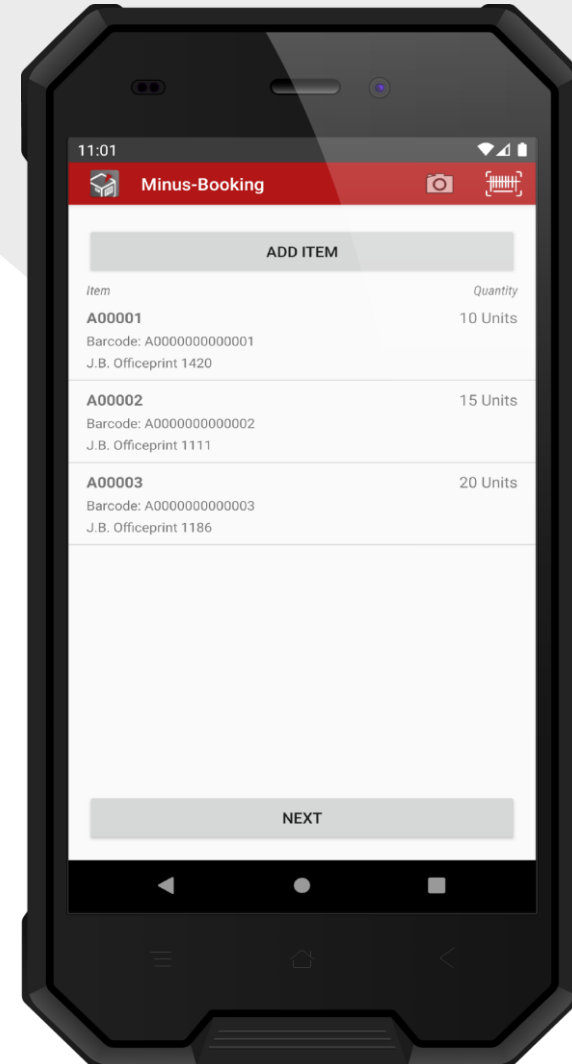 11:01
Minus-Booking
ADD ITEM
Item Quantity
A00001 10 Units
Barcode: A0000000000001
J.B. Officeprint 1420
A00002 15 Units
Barcode: A0000000000002
J.B. Officeprint 1111
A00003 20 Units
Barcode: A0000000000003
J.B. Officeprint 1186
NEXT